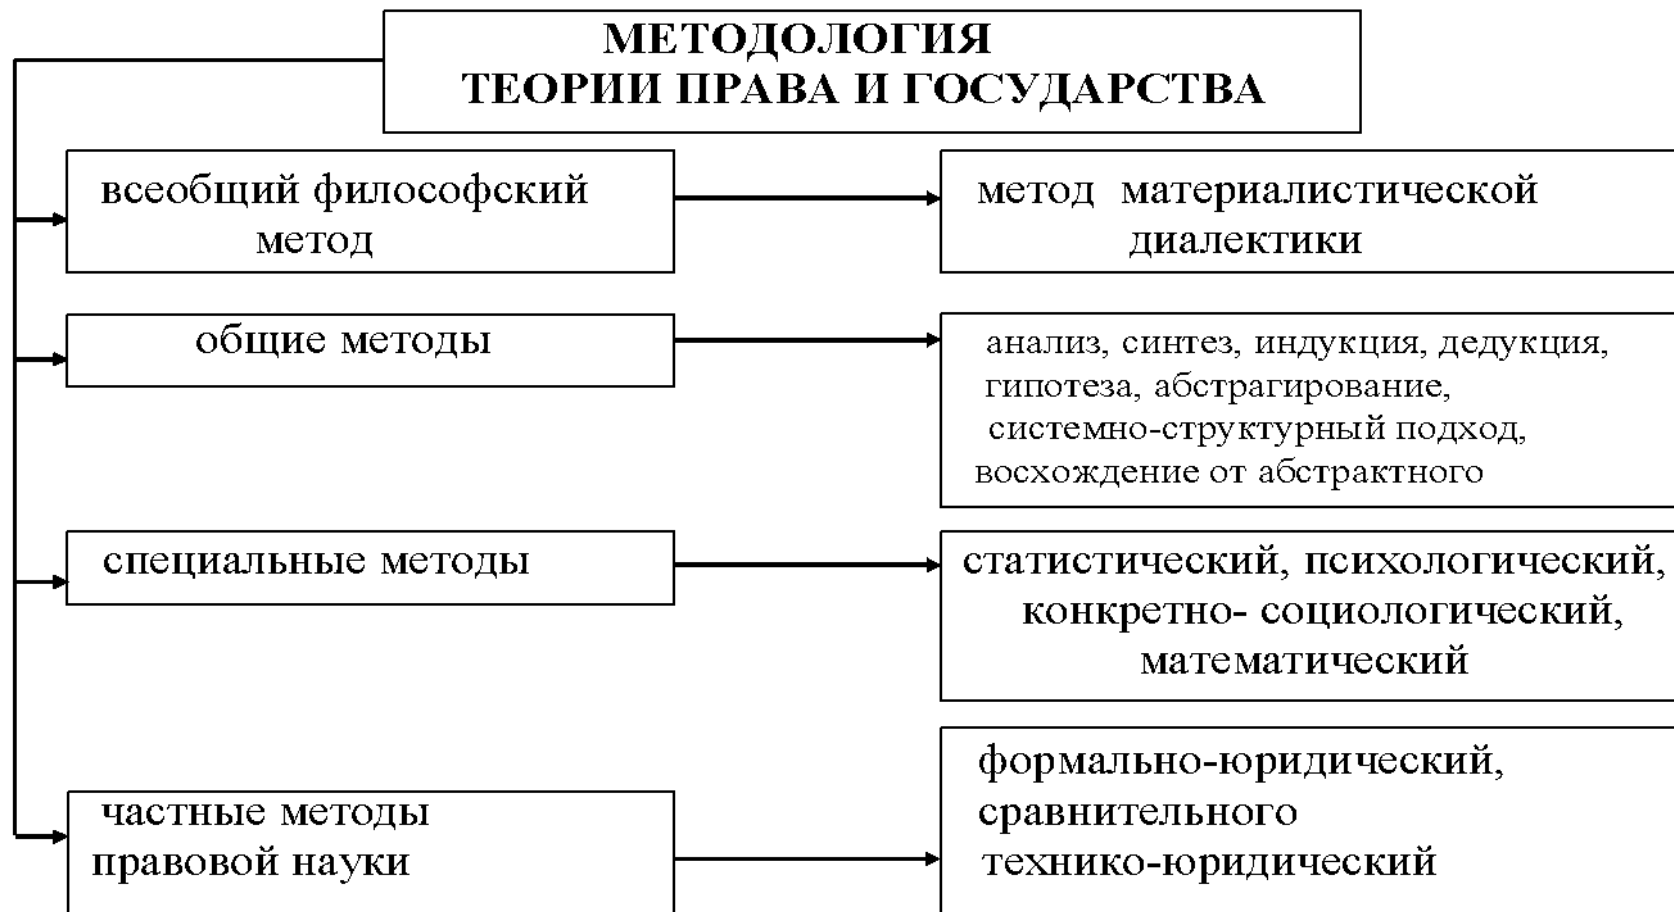 МЕТОДОЛОГИЯ
ТЕОРИИ ПРАВА И ГОСУДАРСТВА
всеобщий философский
метод
метод материалистической
диалектики
общие методы
анализ, синтез, индукция, дедукция,
гипотеза, абстрагирование,
системно-структурный подход,
восхождение от абстрактного
специальные методы
статистический, психологический,
конкретно- социологический,
математический
частные методы
правовой науки
формально-юридический,
сравнительного
технико-юридический